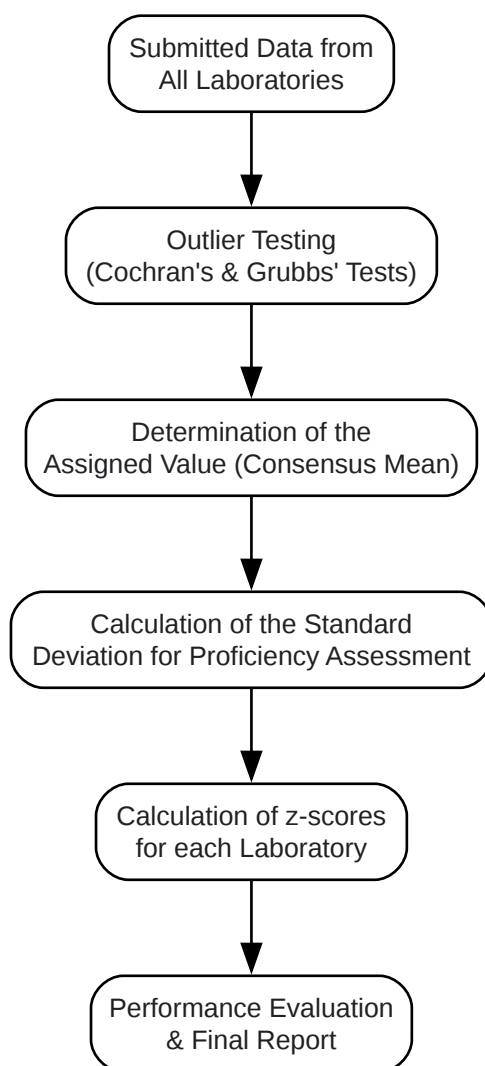 Submitted Data from
All Laboratories
Outlier Testing
(Cochran's & Grubbs' Tests)
Determination of the
Assigned Value (Consensus Mean)
Calculation of the Standard
Deviation for Proficiency Assessment
Calculation of z-scores
for each Laboratory
Performance Evaluation
& Final Report